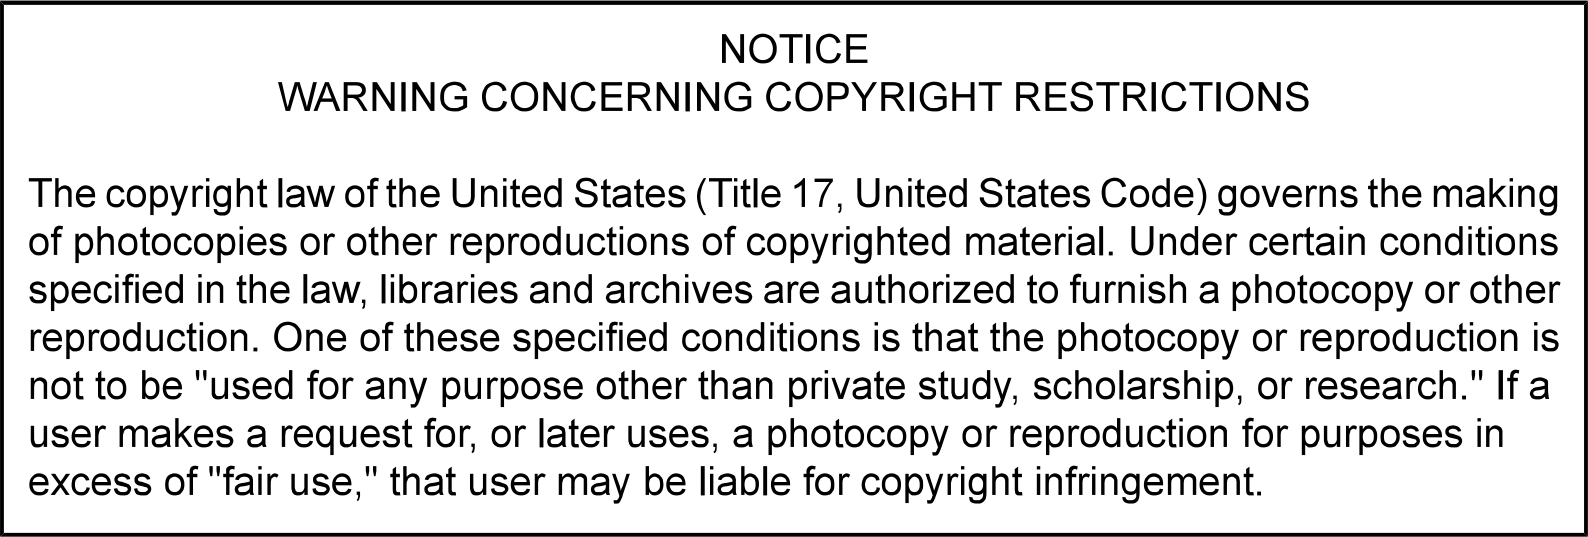 NOTICE
WARNING CONCERNING COPYRIGHT RESTRICTIONS
The copyright law of the United States (Title 17, United States Code) governs the making
of photocopies or other reproductions of copyrighted material. Under certain conditions
specified in the law, libraries and archives are authorized to furnish a photocopy or other
reproduction. One of these specified conditions is that the photocopy or reproduction is
not to be "used for any purpose other than private study, scholarship, or research." If a
user makes a request for, or later uses, a photocopy or reproduction for purposes in
excess of "fair use," that user may be liable for copyright infringement.